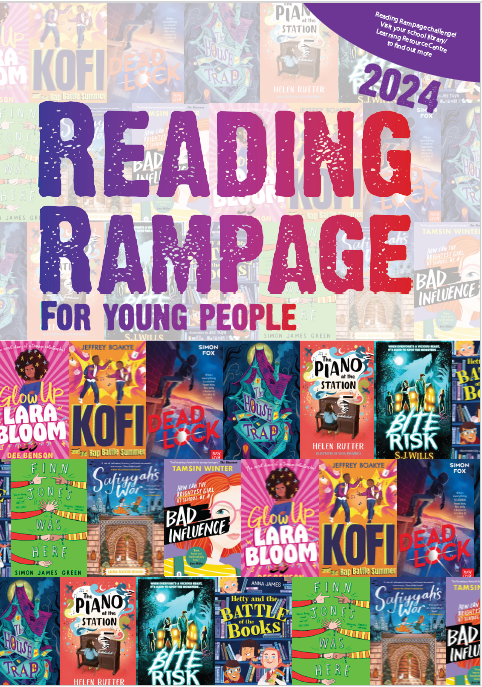 Reading Rampage challenge!
Visit your school library/
Learning Resource Centre
to find out more
2024
READING
RAMPAGE
FOR YOUNG PEOPLE
Glow Up
LARA
BLOOM
DEE BENSON
JEFFREY BOAKYE
KOFI
and the Rap Battle Summer
SIMON
FOX
DEAD
LOCK
The
HOUSE
TRAP
The
PIANO
at the
STATION
HELEN RUTTER
BITE
RISK
S.J. WILLS
FINN
JONES
WAS
HERE
SIMON JAMES GREEN
Safiyyah's
War
TAMSIN WINTER
HOW CAN THE
BRIGHTEST GIRL
AT SCHOOL BE A
BAD
INFLUENCE
Glow Up
LARA
BLOOM
JEFFREY BOAKYE
KOFI
and the Rap Battle Summer
SIMON
FOX
DEAD
LOCK
The
HOUSE
TRAP
The
PIANO
at the
STATION
HELEN RUTTER
BITE
RISK
ANNA JAMES
Hetty and the
BATTLE
of the
Books
FINN
JONES
WAS
HERE
Safiyyah's
War
TAMSIN WINTER
BAD